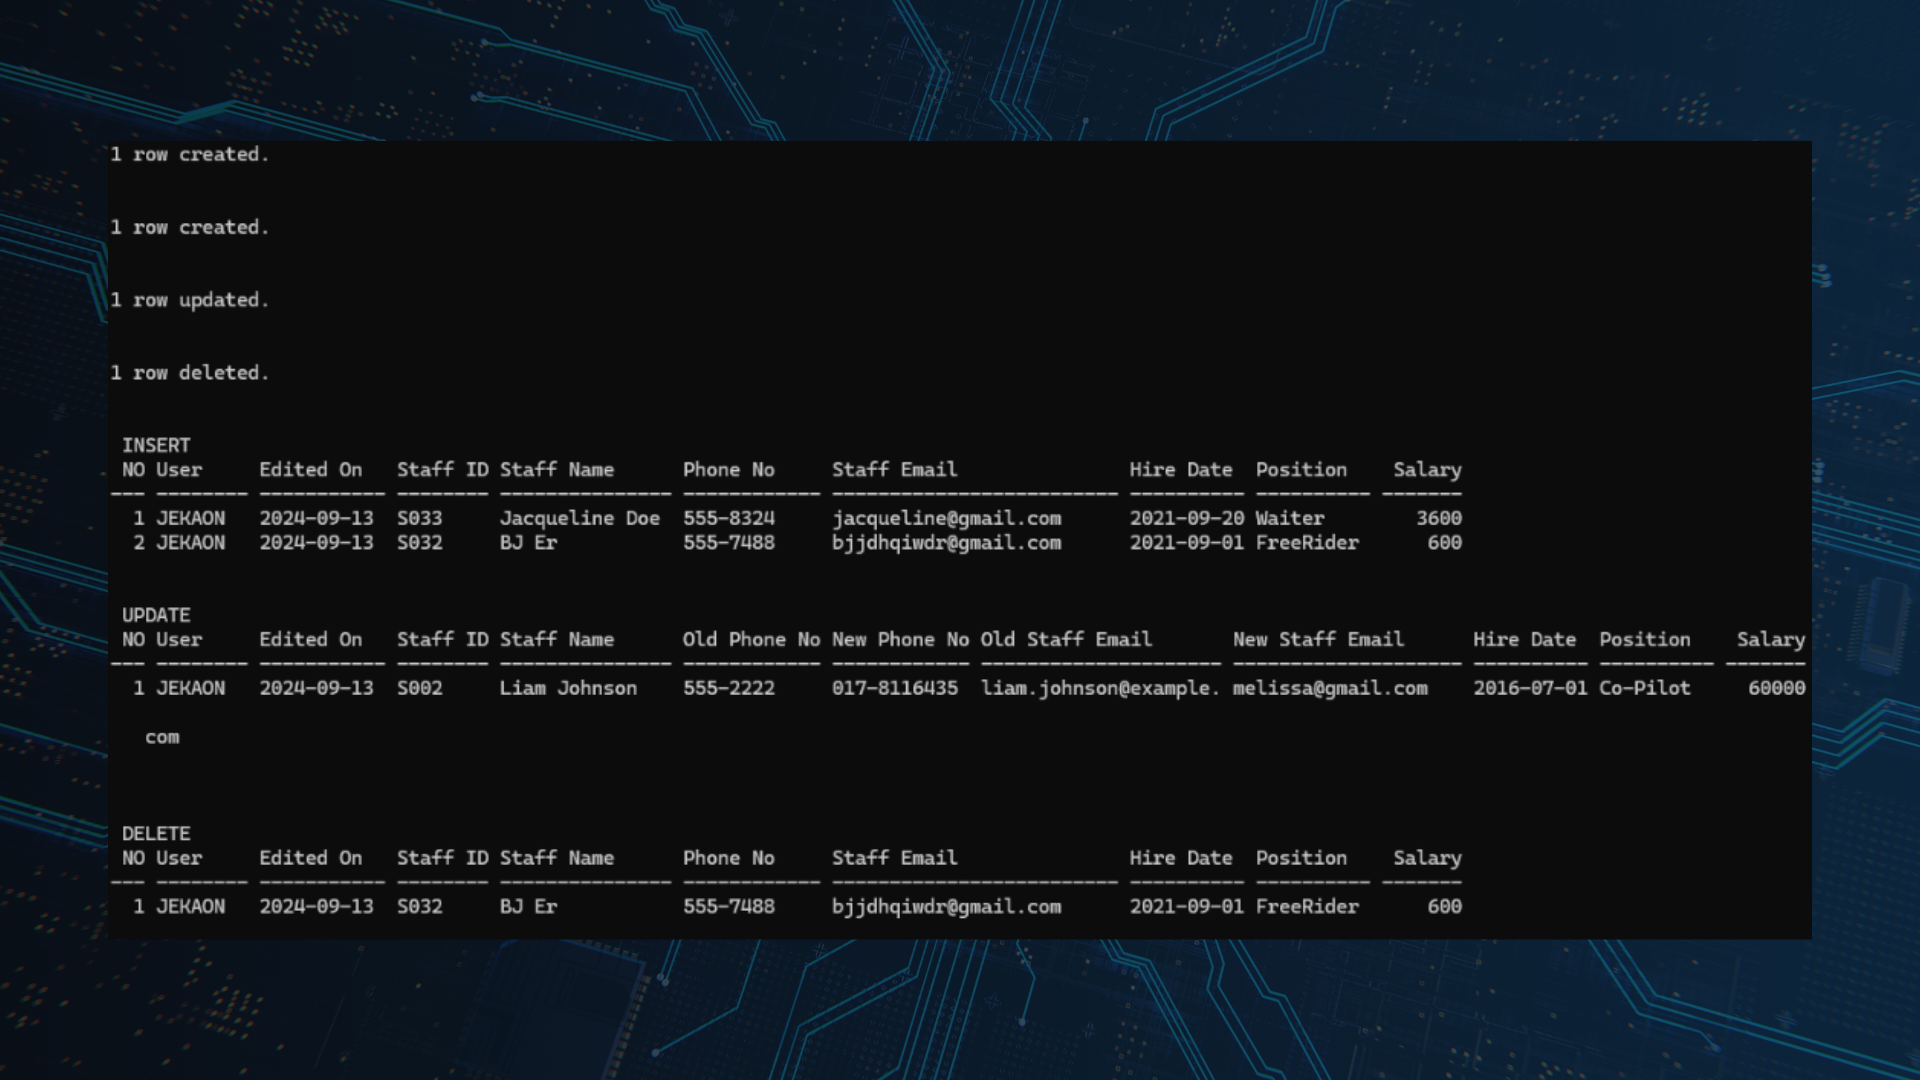 1 row created.
1 row created.
1 row updated.
1 row deleted.
INSERT
NO User     Edited On   Staff ID Staff Name      Phone No     Staff Email               Hire Date  Position    Salary
--- -------- ----------- -------- --------------- ------------ ------------------------- ---------- ---------- -------
  1 JEKAON   2024-09-13  S033     Jacqueline Doe  555-8324     jacqueline@gmail.com      2021-09-20 Waiter        3600
  2 JEKAON   2024-09-13  S032     BJ Er           555-7488     bjjdhqiwdr@gmail.com      2021-09-01 FreeRider      600
UPDATE
NO User     Edited On   Staff ID Staff Name      Old Phone No New Phone No Old Staff Email       New Staff Email      Hire Date  Position    Salary
--- -------- ----------- -------- --------------- ------------ ------------ --------------------- -------------------- ---------- ---------- -------
  1 JEKAON   2024-09-13  S002     Liam Johnson    555-2222     017-8116435  liam.johnson@example. melissa@gmail.com    2016-07-01 Co-Pilot     60000
com
DELETE
NO User     Edited On   Staff ID Staff Name      Phone No     Staff Email               Hire Date  Position    Salary
--- -------- ----------- -------- --------------- ------------ ------------------------- ---------- ---------- -------
  1 JEKAON   2024-09-13  S032     BJ Er           555-7488     bjjdhqiwdr@gmail.com      2021-09-01 FreeRider      600